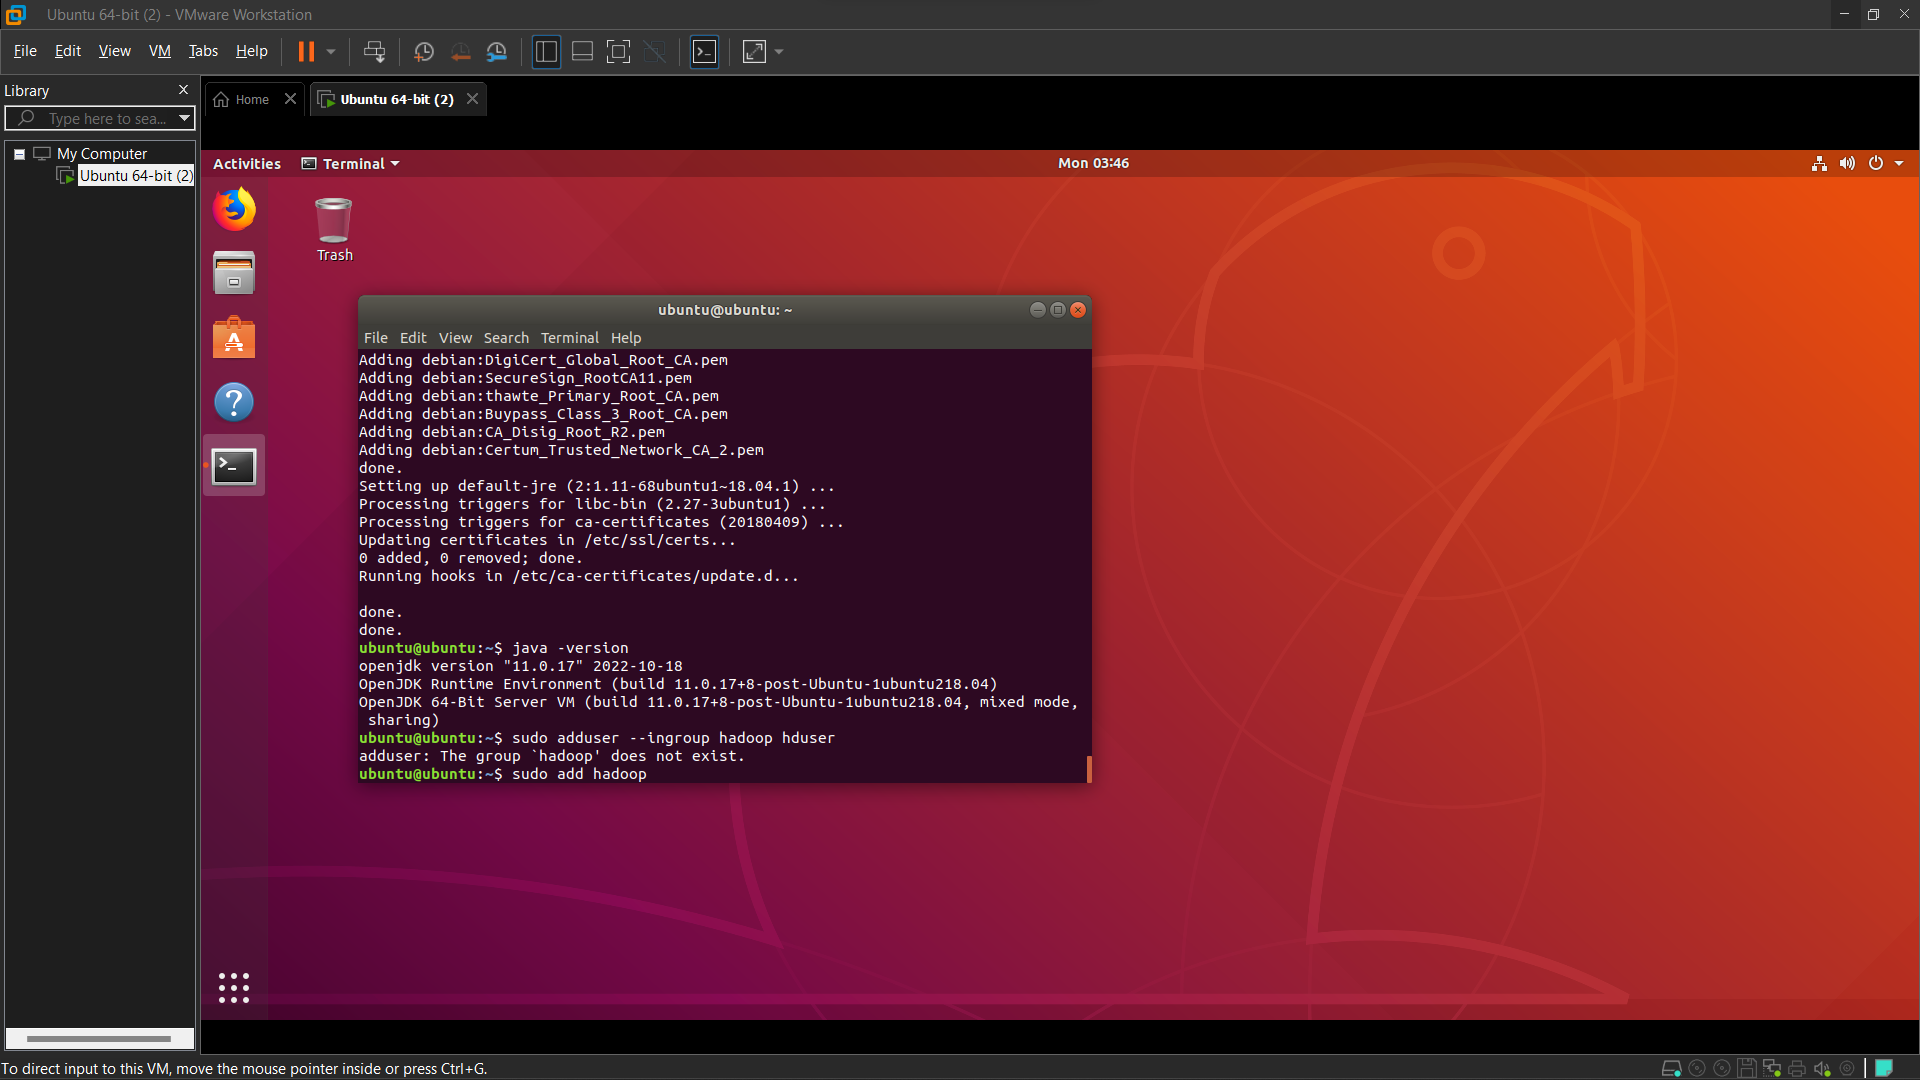 Ubuntu 64-bit (2) - VMware Workstation
File Edit View VM Tabs Help
Library
Type here to sea...
My Computer
Ubuntu 64-bit (2)
Home
Ubuntu 64-bit (2)
Activities
Terminal
Mon 03:46
Trash
ubuntu@ubuntu: ~
File Edit View Search Terminal Help
Adding debian:DigiCert_Global_Root_CA.pem
Adding debian:SecureSign_RootCA11.pem
Adding debian:thawte_Primary_Root_CA.pem
Adding debian:Buypass_Class_3_Root_CA.pem
Adding debian:CA_Disig_Root_R2.pem
Adding debian:Certum_Trusted_Network_CA_2.pem
done.
Setting up default-jre (2:1.11-68ubuntu1~18.04.1) ...
Processing triggers for libc-bin (2.27-3ubuntu1) ...
Processing triggers for ca-certificates (20180409) ...
Updating certificates in /etc/ssl/certs...
0 added, 0 removed; done.
Running hooks in /etc/ca-certificates/update.d...
done.
done.
ubuntu@ubuntu:~$ java -version
openjdk version "11.0.17" 2022-10-18
OpenJDK Runtime Environment (build 11.0.17+8-post-Ubuntu-1ubuntu218.04)
OpenJDK 64-Bit Server VM (build 11.0.17+8-post-Ubuntu-1ubuntu218.04, mixed mode,
sharing)
ubuntu@ubuntu:~$ sudo adduser --ingroup hadoop hduser
adduser: The group `hadoop' does not exist.
ubuntu@ubuntu:~$ sudo add hadoop
To direct input to this VM, move the mouse pointer inside or press Ctrl+G.